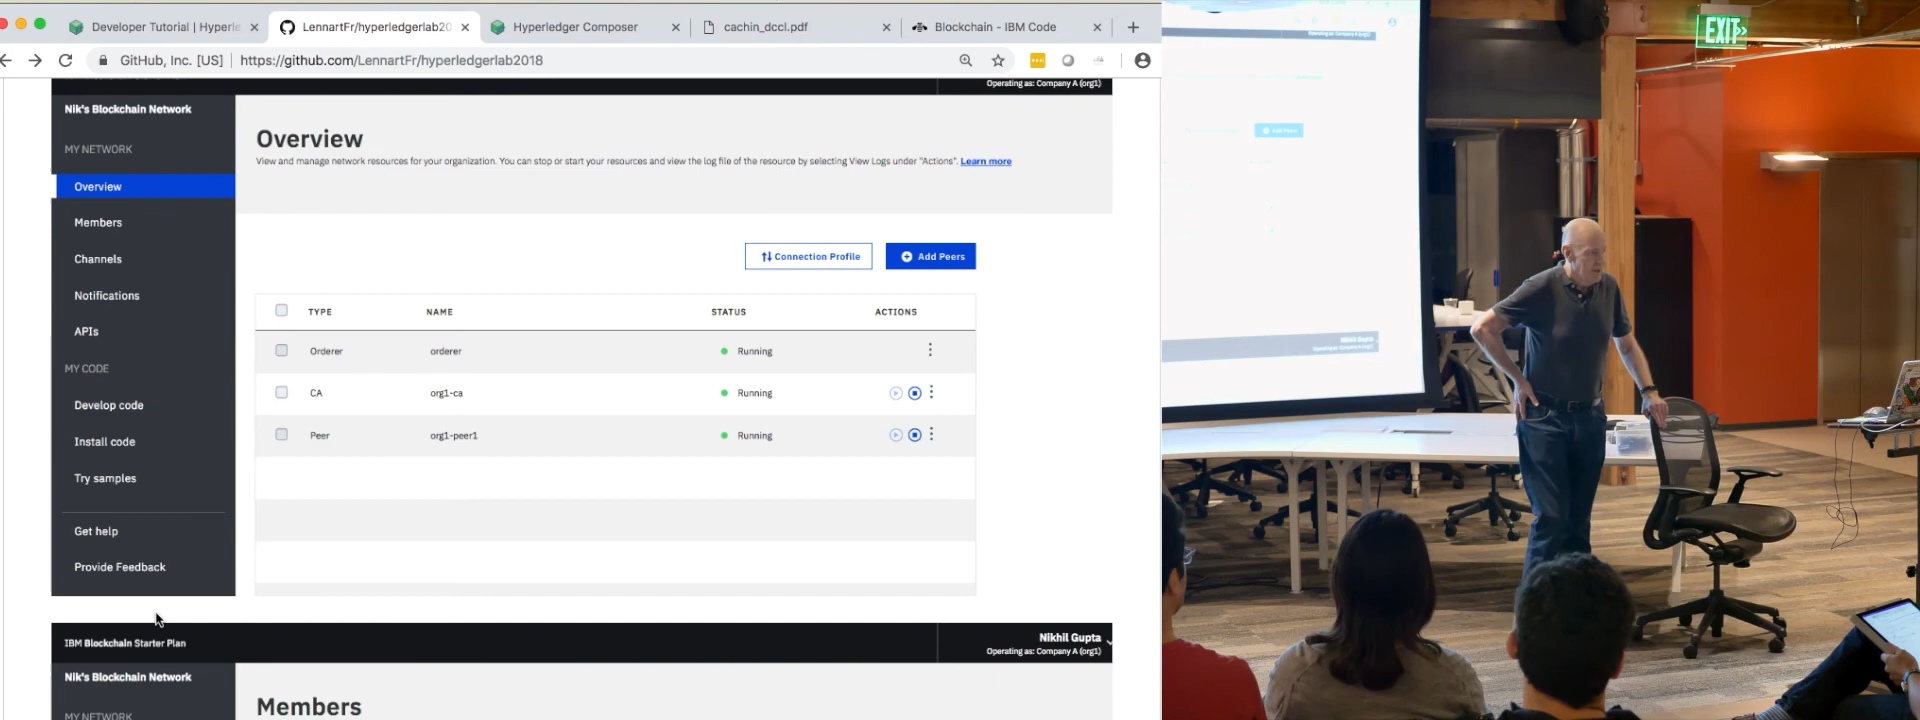 Developer Tutorial | Hyperle
LennartFr/hyperledgerlab20
Hyperledger Composer
cachin_dccl.pdf
Blockchain - IBM Code
GitHub, Inc. [US]
https://github.com/LennartFr/hyperledgerlab2018
Operating as: Company A (org1)
Nik's Blockchain Network
MY NETWORK
Overview
Members
Channels
Notifications
APIs
MY CODE
Develop code
Install code
Try samples
Get help
Provide Feedback
Overview
View and manage network resources for your organization. You can stop or start your resources and view the log file of the resource by selecting View Logs under "Actions". Learn more
Connection Profile
Add Peers
TYPE NAME STATUS ACTIONS
Orderer orderer Running
CA org1-ca Running
Peer org1-peer1 Running
IBM Blockchain Starter Plan
Nikhil Gupta
Operating as: Company A (org1)
Nik's Blockchain Network
MY NETWORK
Members
EXIT
Add Peers
Nikhil Gupta